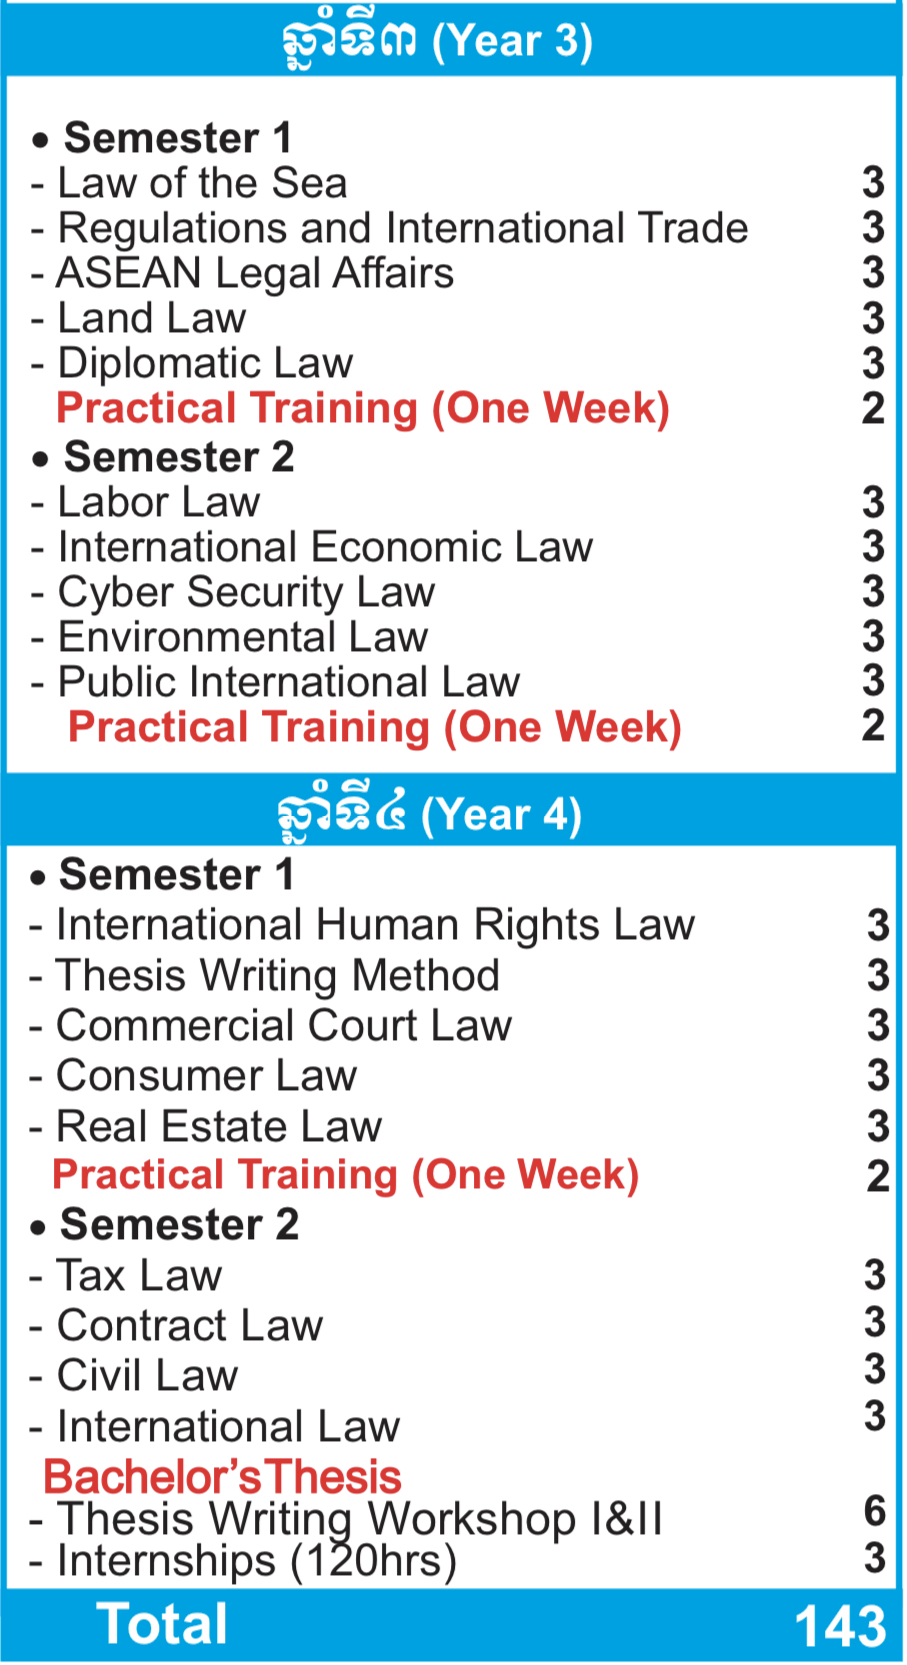 ឆ្នាំទី៣ (Year 3)
• Semester 1
- Law of the Sea 3
- Regulations and International Trade 3
- ASEAN Legal Affairs 3
- Land Law 3
- Diplomatic Law 3
Practical Training (One Week) 2
• Semester 2
- Labor Law 3
- International Economic Law 3
- Cyber Security Law 3
- Environmental Law 3
- Public International Law 3
Practical Training (One Week) 2
ឆ្នាំទី៤ (Year 4)
• Semester 1
- International Human Rights Law 3
- Thesis Writing Method 3
- Commercial Court Law 3
- Consumer Law 3
- Real Estate Law 3
Practical Training (One Week) 2
• Semester 2
- Tax Law 3
- Contract Law 3
- Civil Law 3
- International Law 3
Bachelor's Thesis
- Thesis Writing Workshop I&II 6
- Internships (120hrs) 3
Total 143